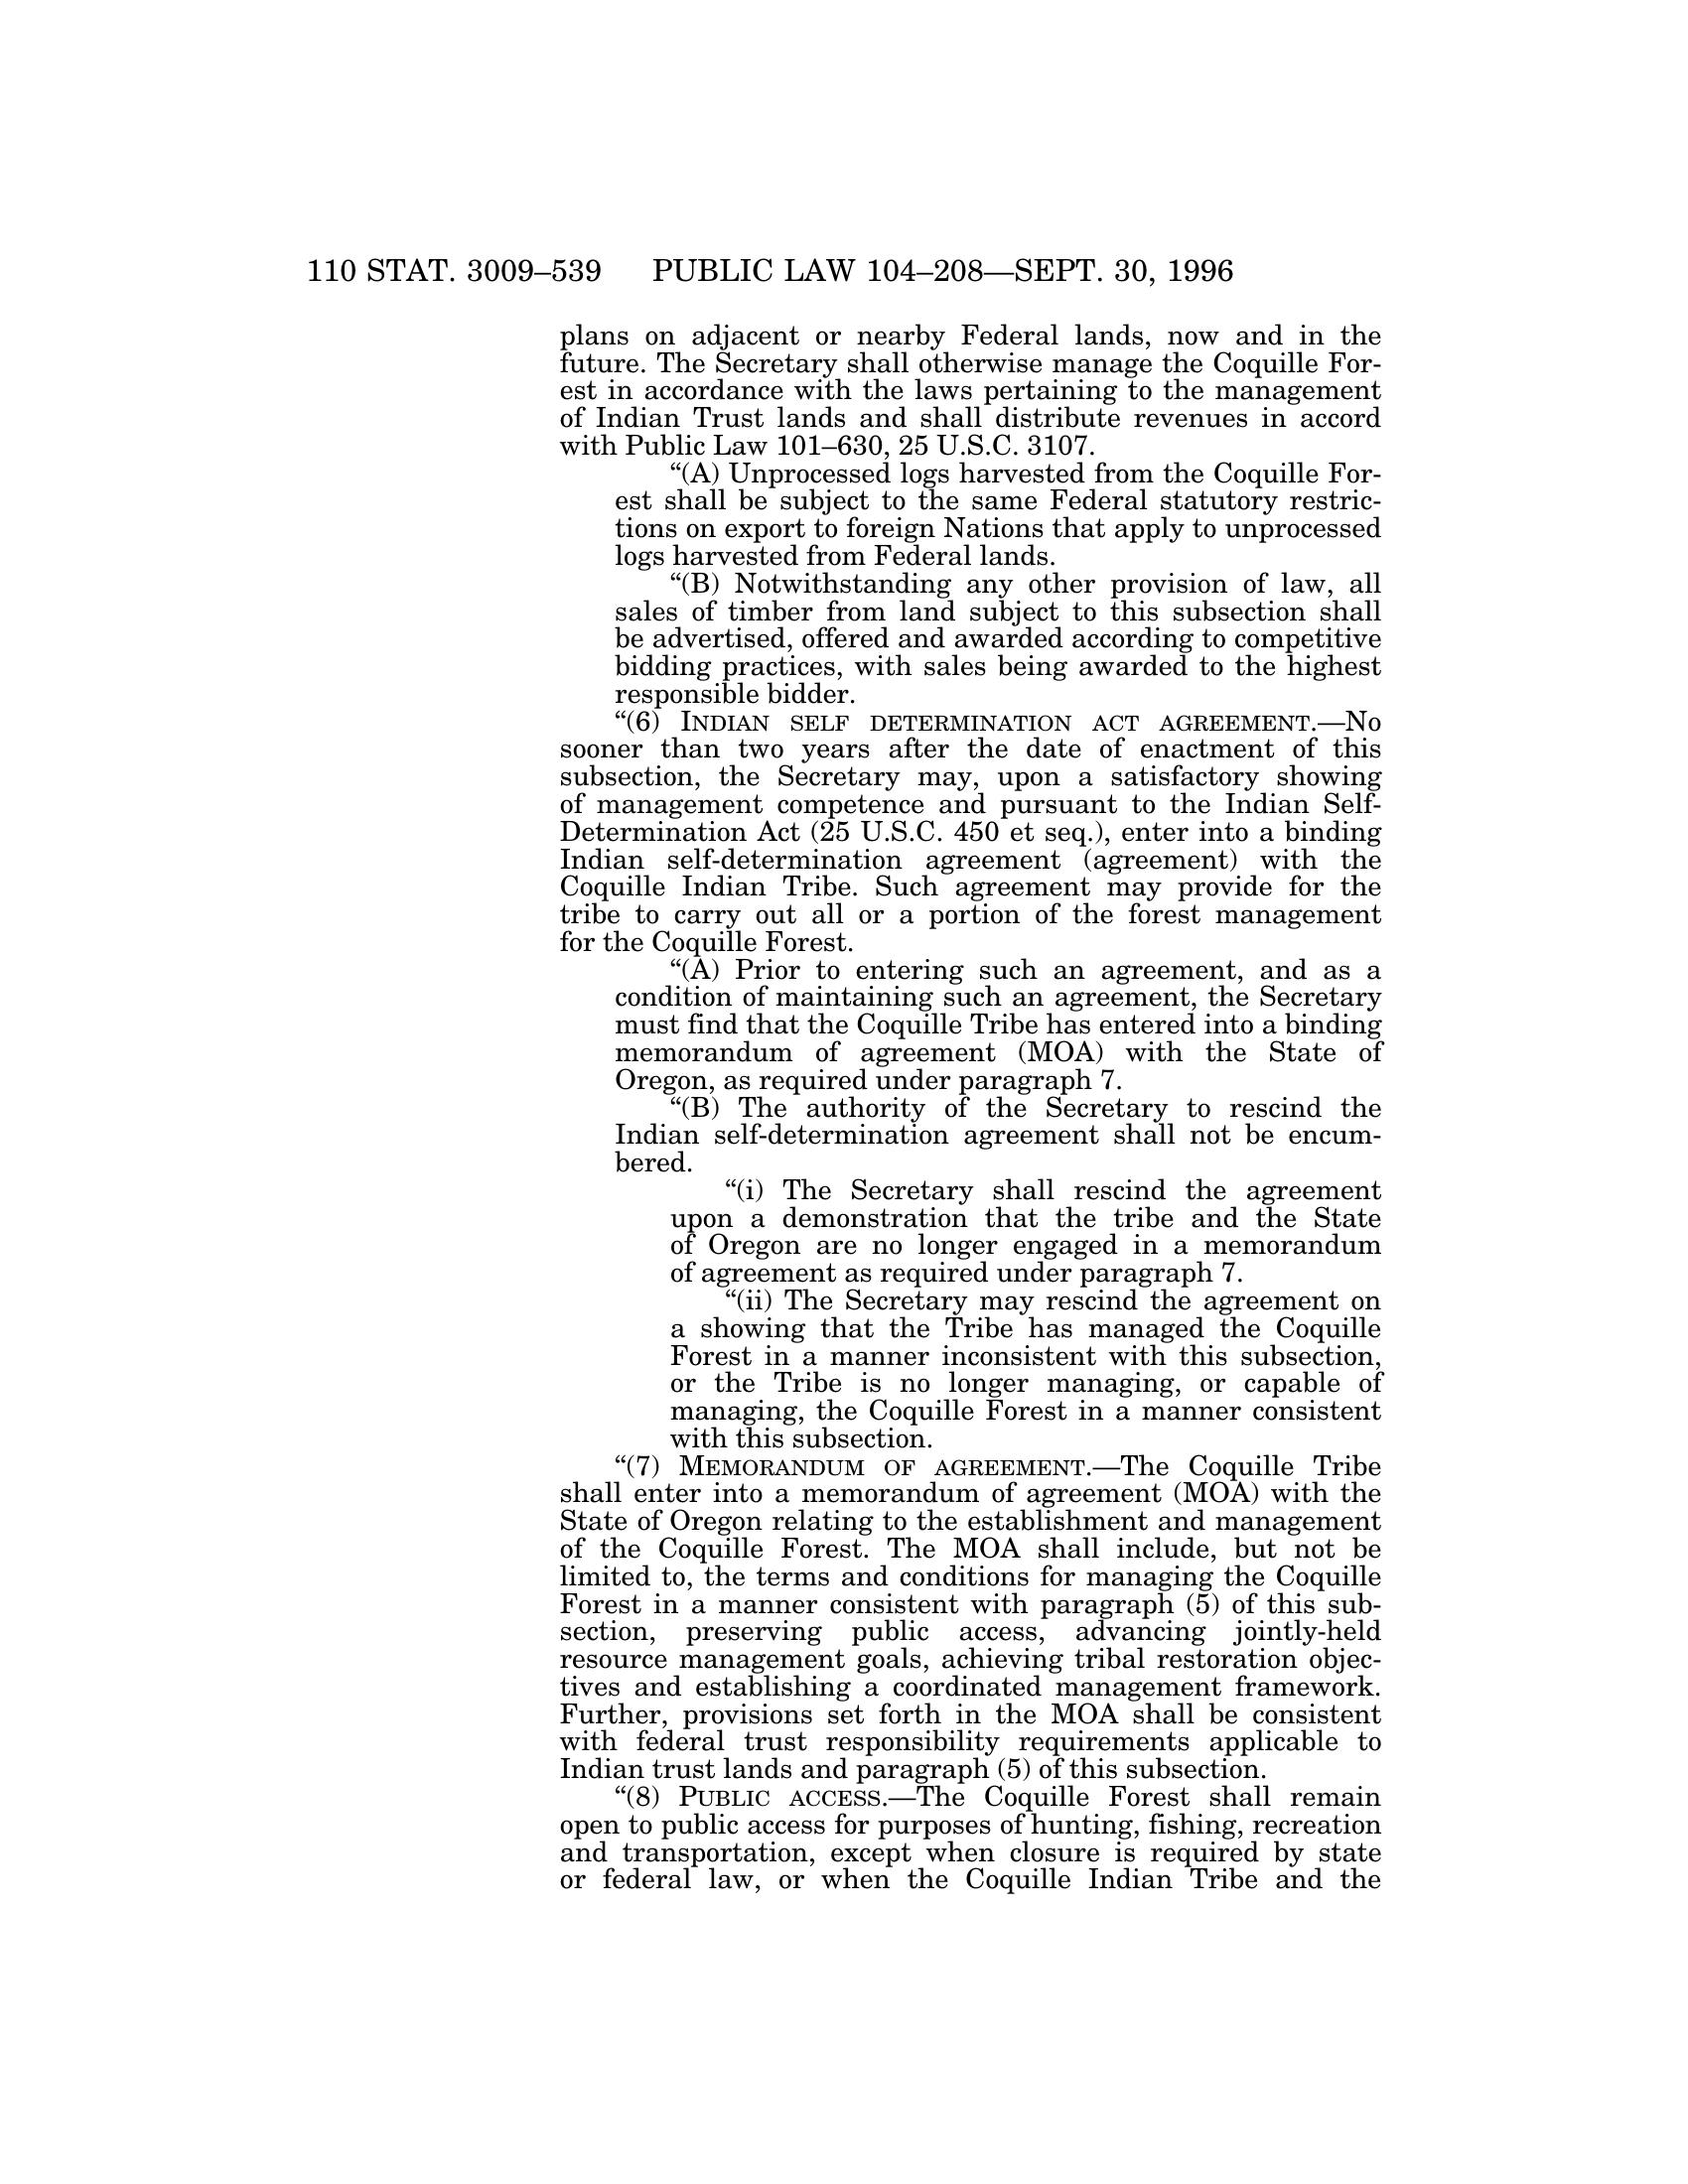 110 STAT. 3009–539 PUBLIC LAW 104–208—SEPT. 30, 1996
plans on adjacent or nearby Federal lands, now and in the
future. The Secretary shall otherwise manage the Coquille For-
est in accordance with the laws pertaining to the management
of Indian Trust lands and shall distribute revenues in accord
with Public Law 101–630, 25 U.S.C. 3107.
“(A) Unprocessed logs harvested from the Coquille For-
est shall be subject to the same Federal statutory restric-
tions on export to foreign Nations that apply to unprocessed
logs harvested from Federal lands.
“(B) Notwithstanding any other provision of law, all
sales of timber from land subject to this subsection shall
be advertised, offered and awarded according to competitive
bidding practices, with sales being awarded to the highest
responsible bidder.
“(6) INDIAN SELF DETERMINATION ACT AGREEMENT.—No
sooner than two years after the date of enactment of this
subsection, the Secretary may, upon a satisfactory showing
of management competence and pursuant to the Indian Self-
Determination Act (25 U.S.C. 450 et seq.), enter into a binding
Indian self-determination agreement (agreement) with the
Coquille Indian Tribe. Such agreement may provide for the
tribe to carry out all or a portion of the forest management
for the Coquille Forest.
“(A) Prior to entering such an agreement, and as a
condition of maintaining such an agreement, the Secretary
must find that the Coquille Tribe has entered into a binding
memorandum of agreement (MOA) with the State of
Oregon, as required under paragraph 7.
“(B) The authority of the Secretary to rescind the
Indian self-determination agreement shall not be encum-
bered.
“(i) The Secretary shall rescind the agreement
upon a demonstration that the tribe and the State
of Oregon are no longer engaged in a memorandum
of agreement as required under paragraph 7.
“(ii) The Secretary may rescind the agreement on
a showing that the Tribe has managed the Coquille
Forest in a manner inconsistent with this subsection,
or the Tribe is no longer managing, or capable of
managing, the Coquille Forest in a manner consistent
with this subsection.
“(7) MEMORANDUM OF AGREEMENT.—The Coquille Tribe
shall enter into a memorandum of agreement (MOA) with the
State of Oregon relating to the establishment and management
of the Coquille Forest. The MOA shall include, but not be
limited to, the terms and conditions for managing the Coquille
Forest in a manner consistent with paragraph (5) of this sub-
section, preserving public access, advancing jointly-held
resource management goals, achieving tribal restoration objec-
tives and establishing a coordinated management framework.
Further, provisions set forth in the MOA shall be consistent
with federal trust responsibility requirements applicable to
Indian trust lands and paragraph (5) of this subsection.
“(8) PUBLIC ACCESS.—The Coquille Forest shall remain
open to public access for purposes of hunting, fishing, recreation
and transportation, except when closure is required by state
or federal law, or when the Coquille Indian Tribe and the